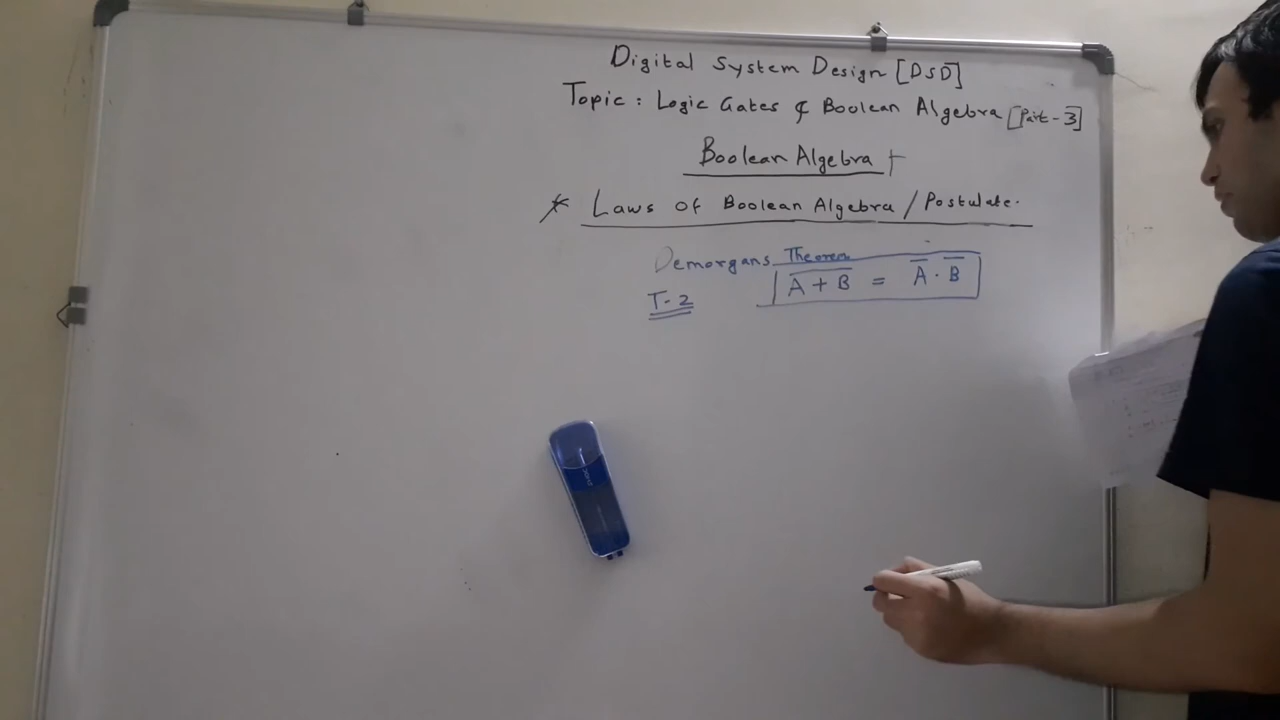 Digital System Design [DSD]
Topic: Logic Gates & Boolean Algebra [Part-3]
Boolean Algebra
* Laws of Boolean Algebra / Postulate.
Demorgans Theorem
T-2 A̅ ̅+̅ ̅B̅ = A̅ · B̅